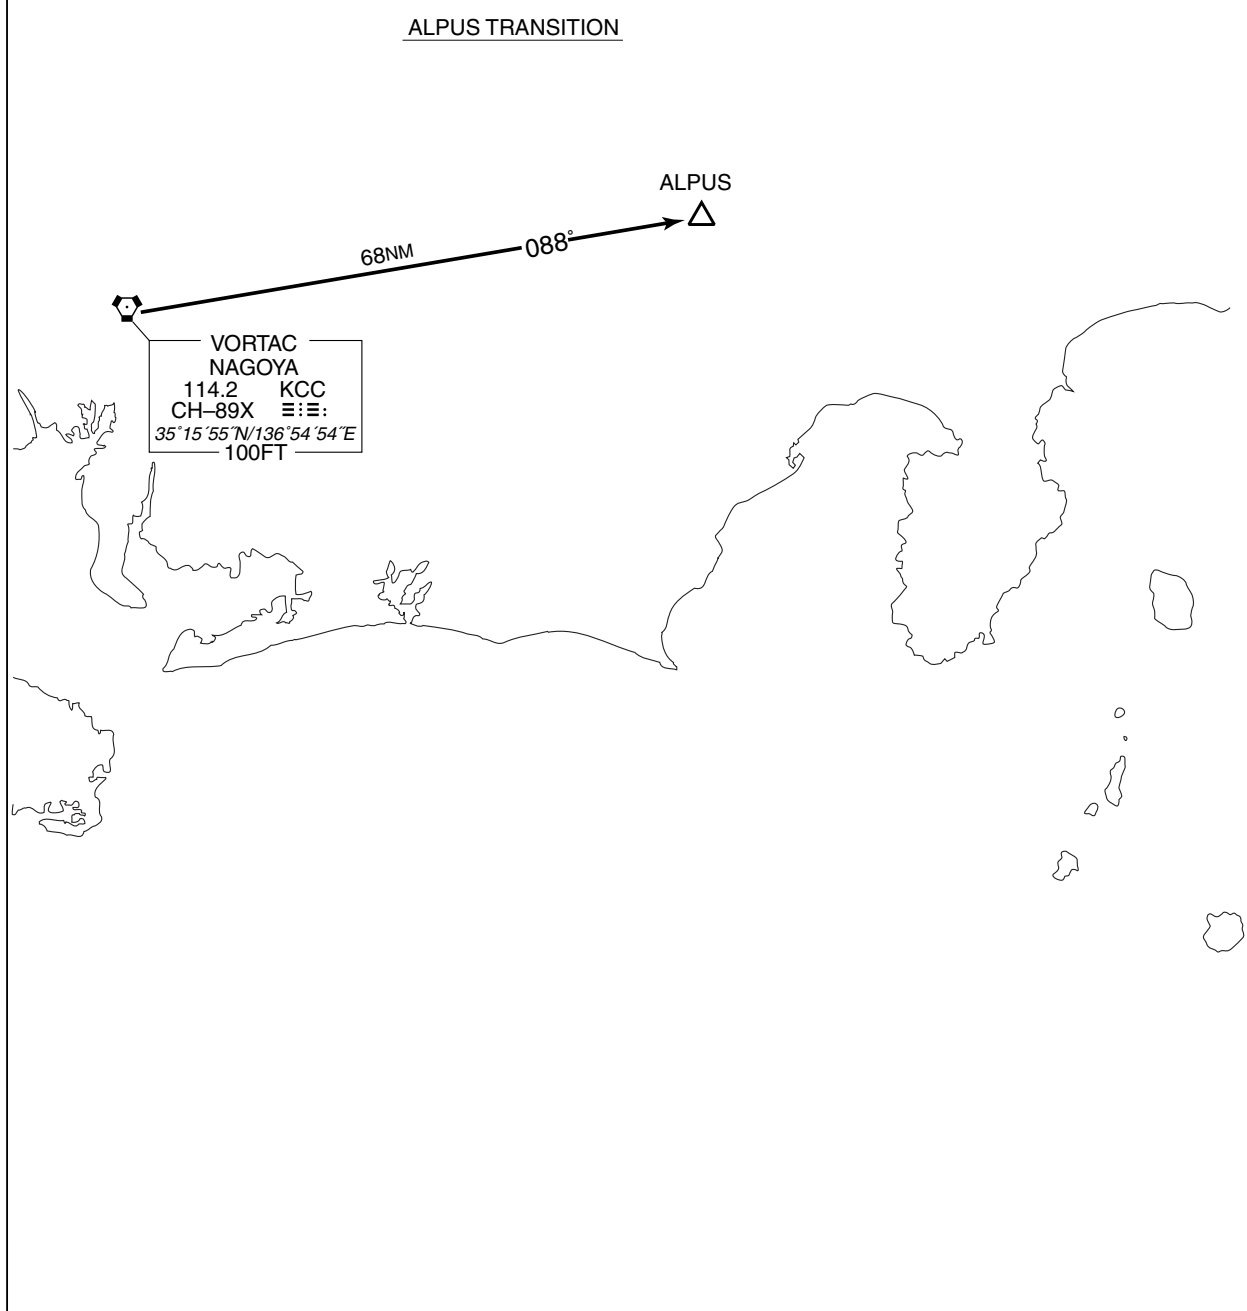 ALPUS TRANSITION
ALPUS
68NM
088°
VORTAC
NAGOYA
114.2 KCC
CH–89X
35°15´55˝N/136°54´54˝E
100FT